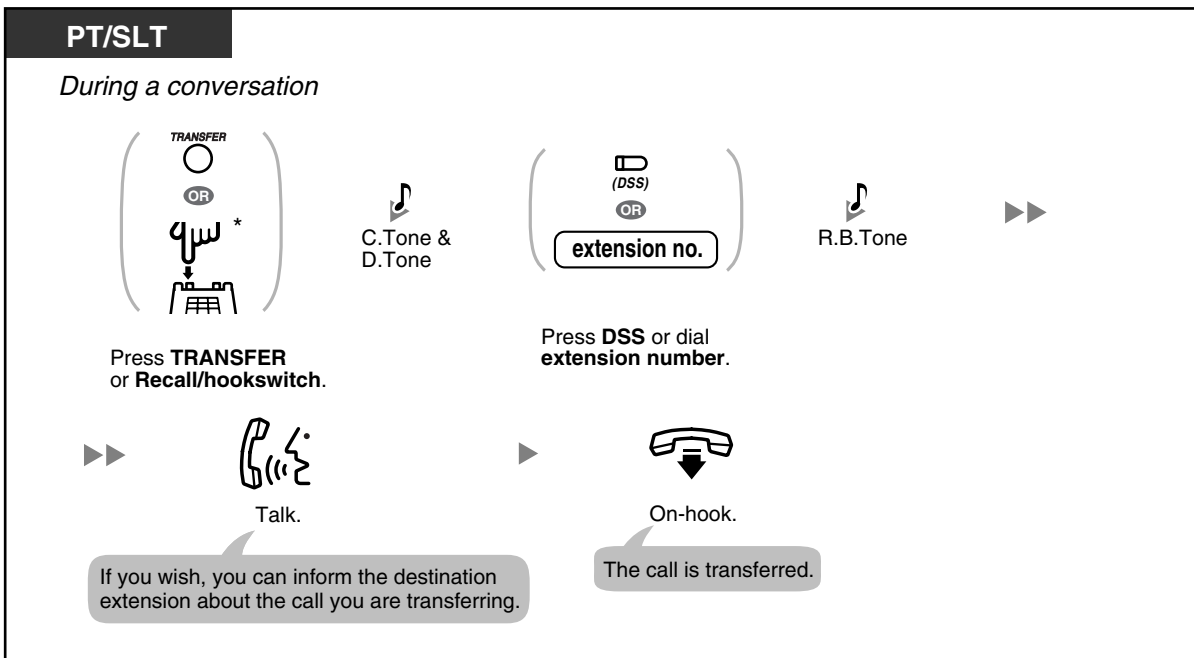 PT/SLT
During a conversation
TRANSFER
OR
*
C.Tone &
D.Tone
(DSS)
OR
extension no.
R.B.Tone
Press TRANSFER
or Recall/hookswitch.
Press DSS or dial
extension number.
Talk.
If you wish, you can inform the destination
extension about the call you are transferring.
On-hook.
The call is transferred.